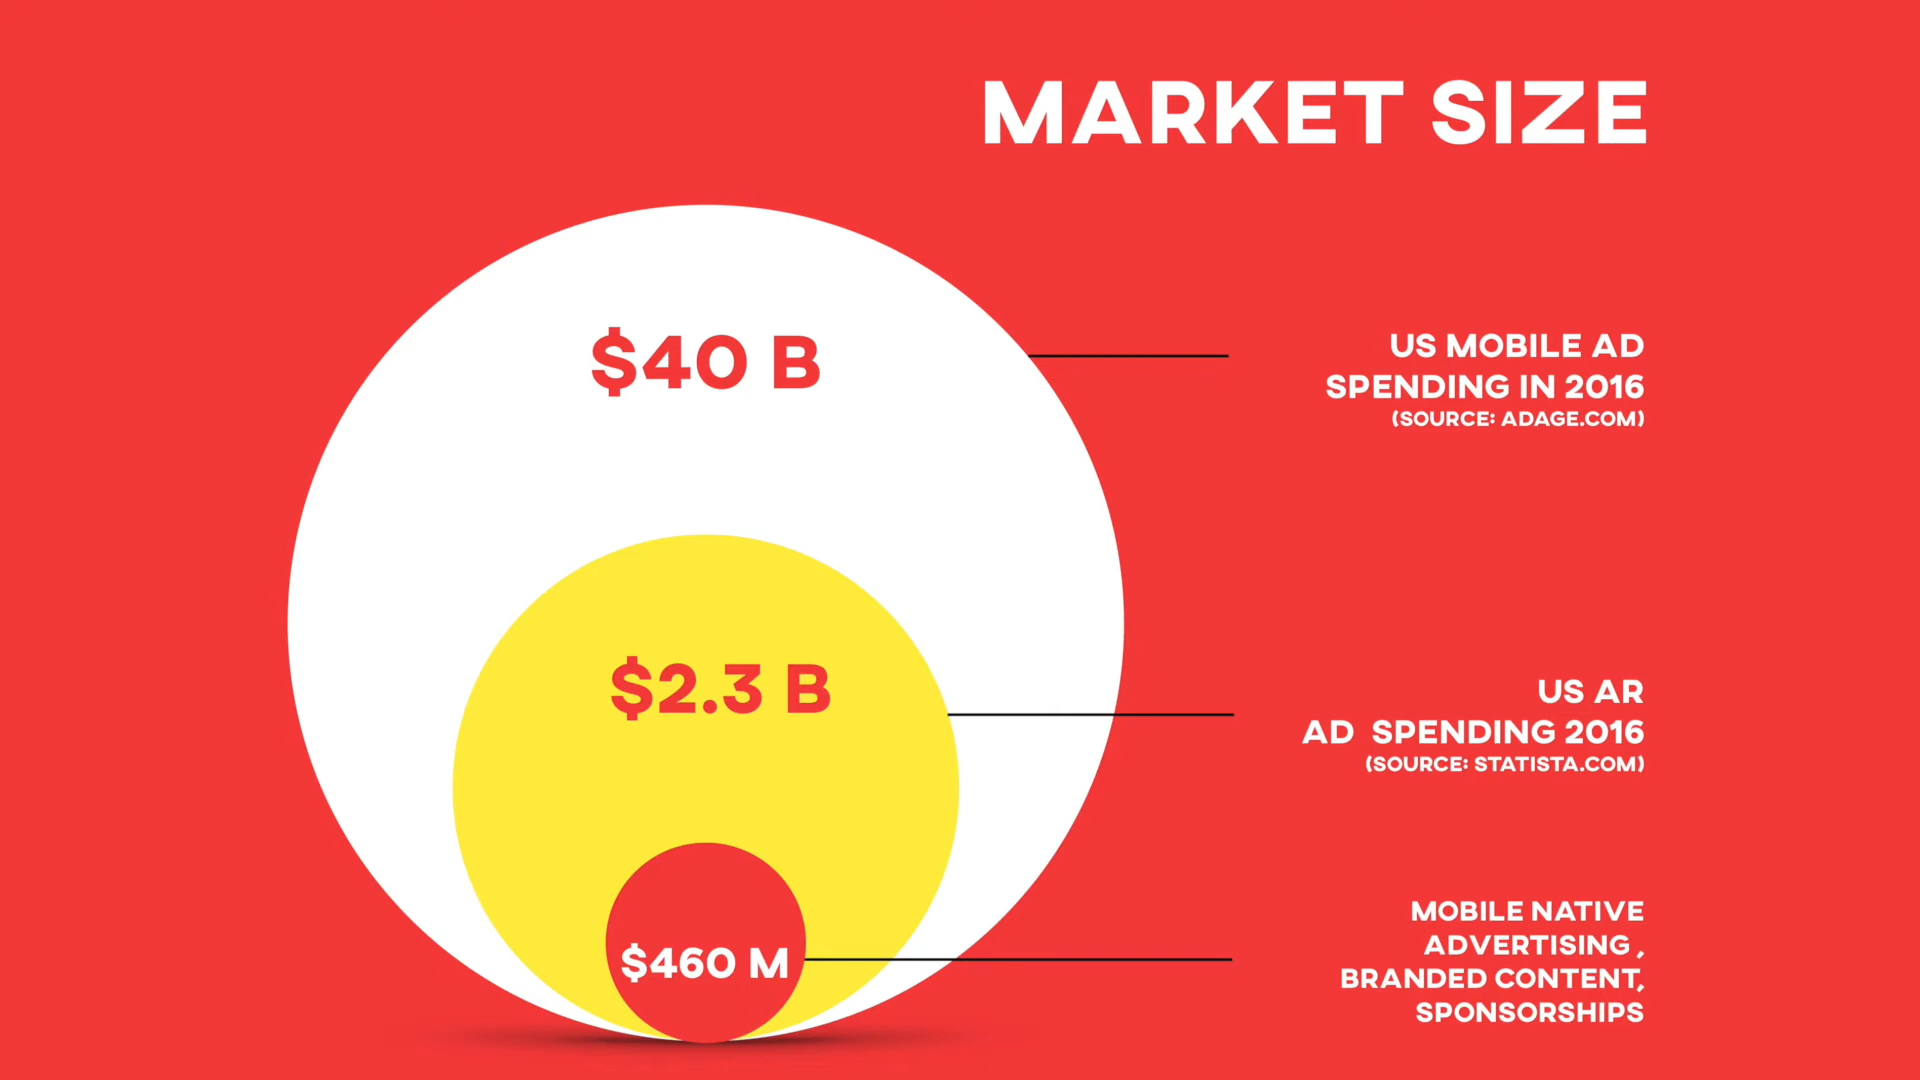 MARKET SIZE
$40 B
US MOBILE AD
SPENDING IN 2016
(SOURCE: ADAGE.COM)
$2.3 B
US AR
AD  SPENDING 2016
(SOURCE: STATISTA.COM)
$460 M
MOBILE NATIVE
ADVERTISING ,
BRANDED CONTENT,
SPONSORSHIPS